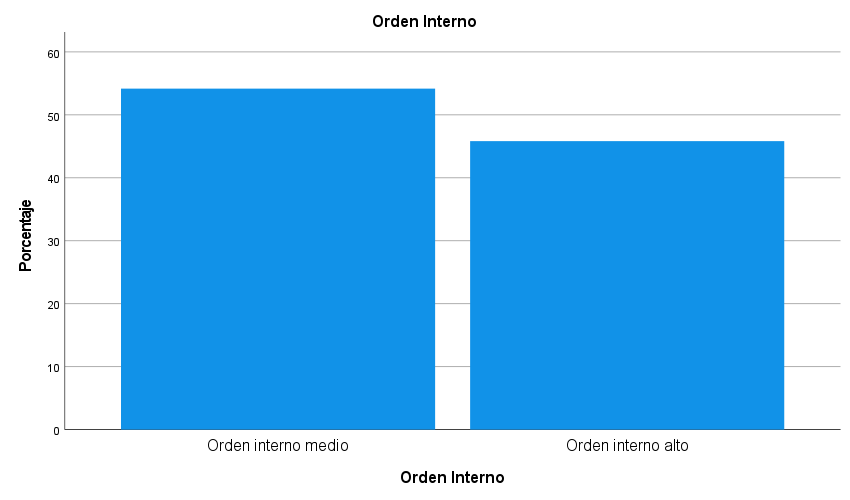 Orden Interno
60
50
40
30
20
10
0
Porcentaje
Orden interno medio
Orden interno alto
Orden Interno